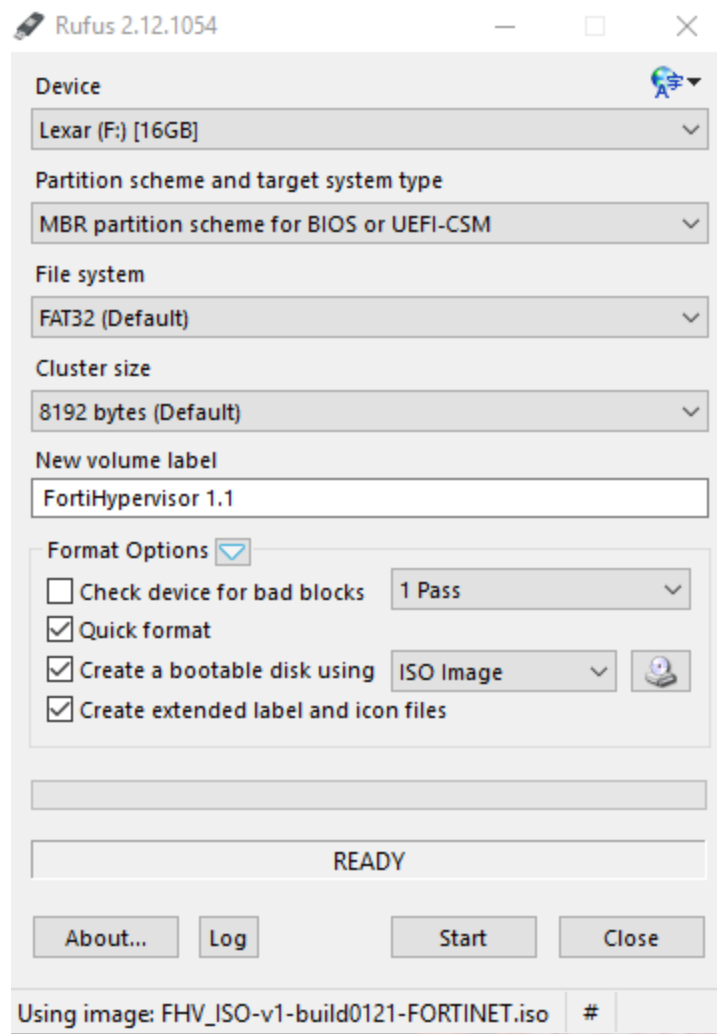 Rufus 2.12.1054
Device
Lexar (F:) [16GB]
Partition scheme and target system type
MBR partition scheme for BIOS or UEFI-CSM
File system
FAT32 (Default)
Cluster size
8192 bytes (Default)
New volume label
FortiHypervisor 1.1
Format Options
Check device for bad blocks 1 Pass
Quick format
Create a bootable disk using ISO Image
Create extended label and icon files
READY
About... Log Start Close
Using image: FHV_ISO-v1-build0121-FORTINET.iso #